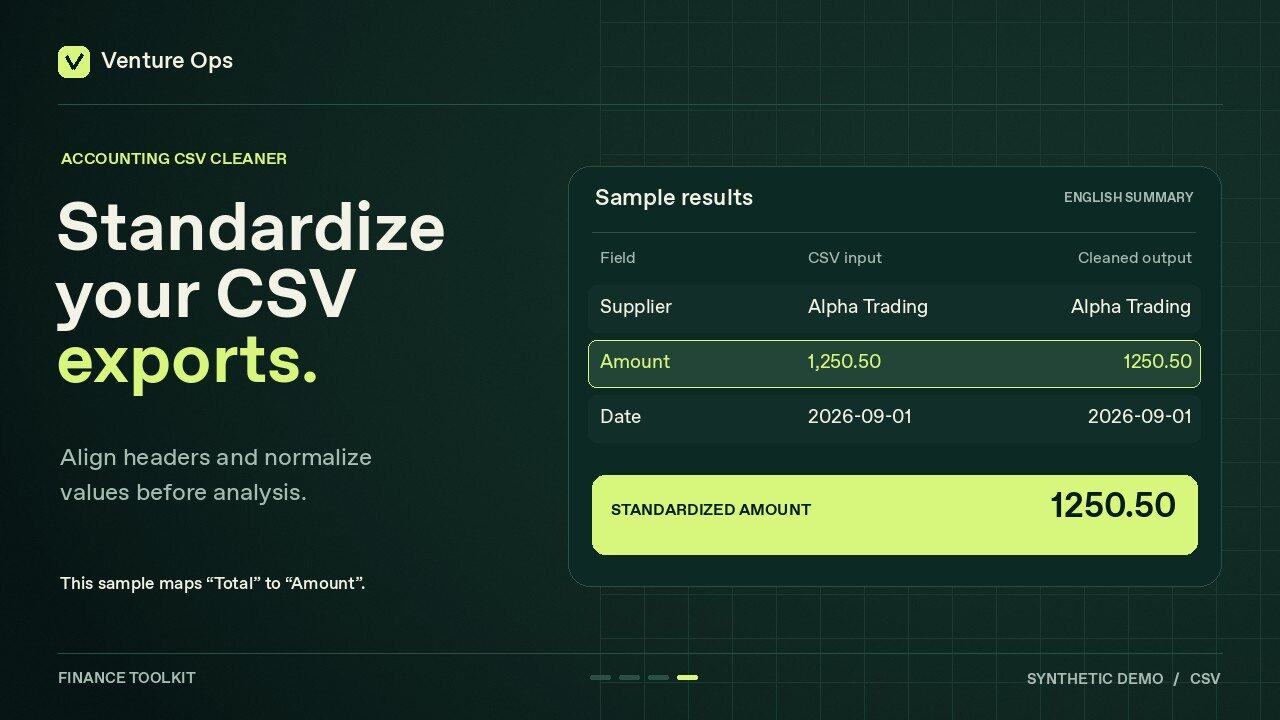 Venture Ops
ACCOUNTING CSV CLEANER
Standardize
your CSV
exports.
Align headers and normalize
values before analysis.
This sample maps “Total” to “Amount”.
Sample results
ENGLISH SUMMARY
Field CSV input Cleaned output
Supplier Alpha Trading Alpha Trading
Amount 1,250.50 1250.50
Date 2026-09-01 2026-09-01
STANDARDIZED AMOUNT 1250.50
FINANCE TOOLKIT
SYNTHETIC DEMO / CSV